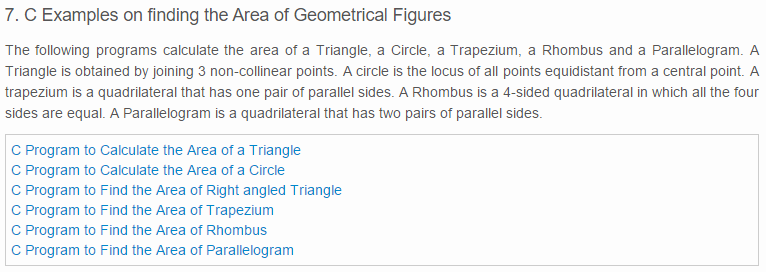 7. C Examples on finding the Area of Geometrical Figures
The following programs calculate the area of a Triangle, a Circle, a Trapezium, a Rhombus and a Parallelogram. A
Triangle is obtained by joining 3 non-collinear points. A circle is the locus of all points equidistant from a central point. A
trapezium is a quadrilateral that has one pair of parallel sides. A Rhombus is a 4-sided quadrilateral in which all the four
sides are equal. A Parallelogram is a quadrilateral that has two pairs of parallel sides.
C Program to Calculate the Area of a Triangle
C Program to Calculate the Area of a Circle
C Program to Find the Area of Right angled Triangle
C Program to Find the Area of Trapezium
C Program to Find the Area of Rhombus
C Program to Find the Area of Parallelogram